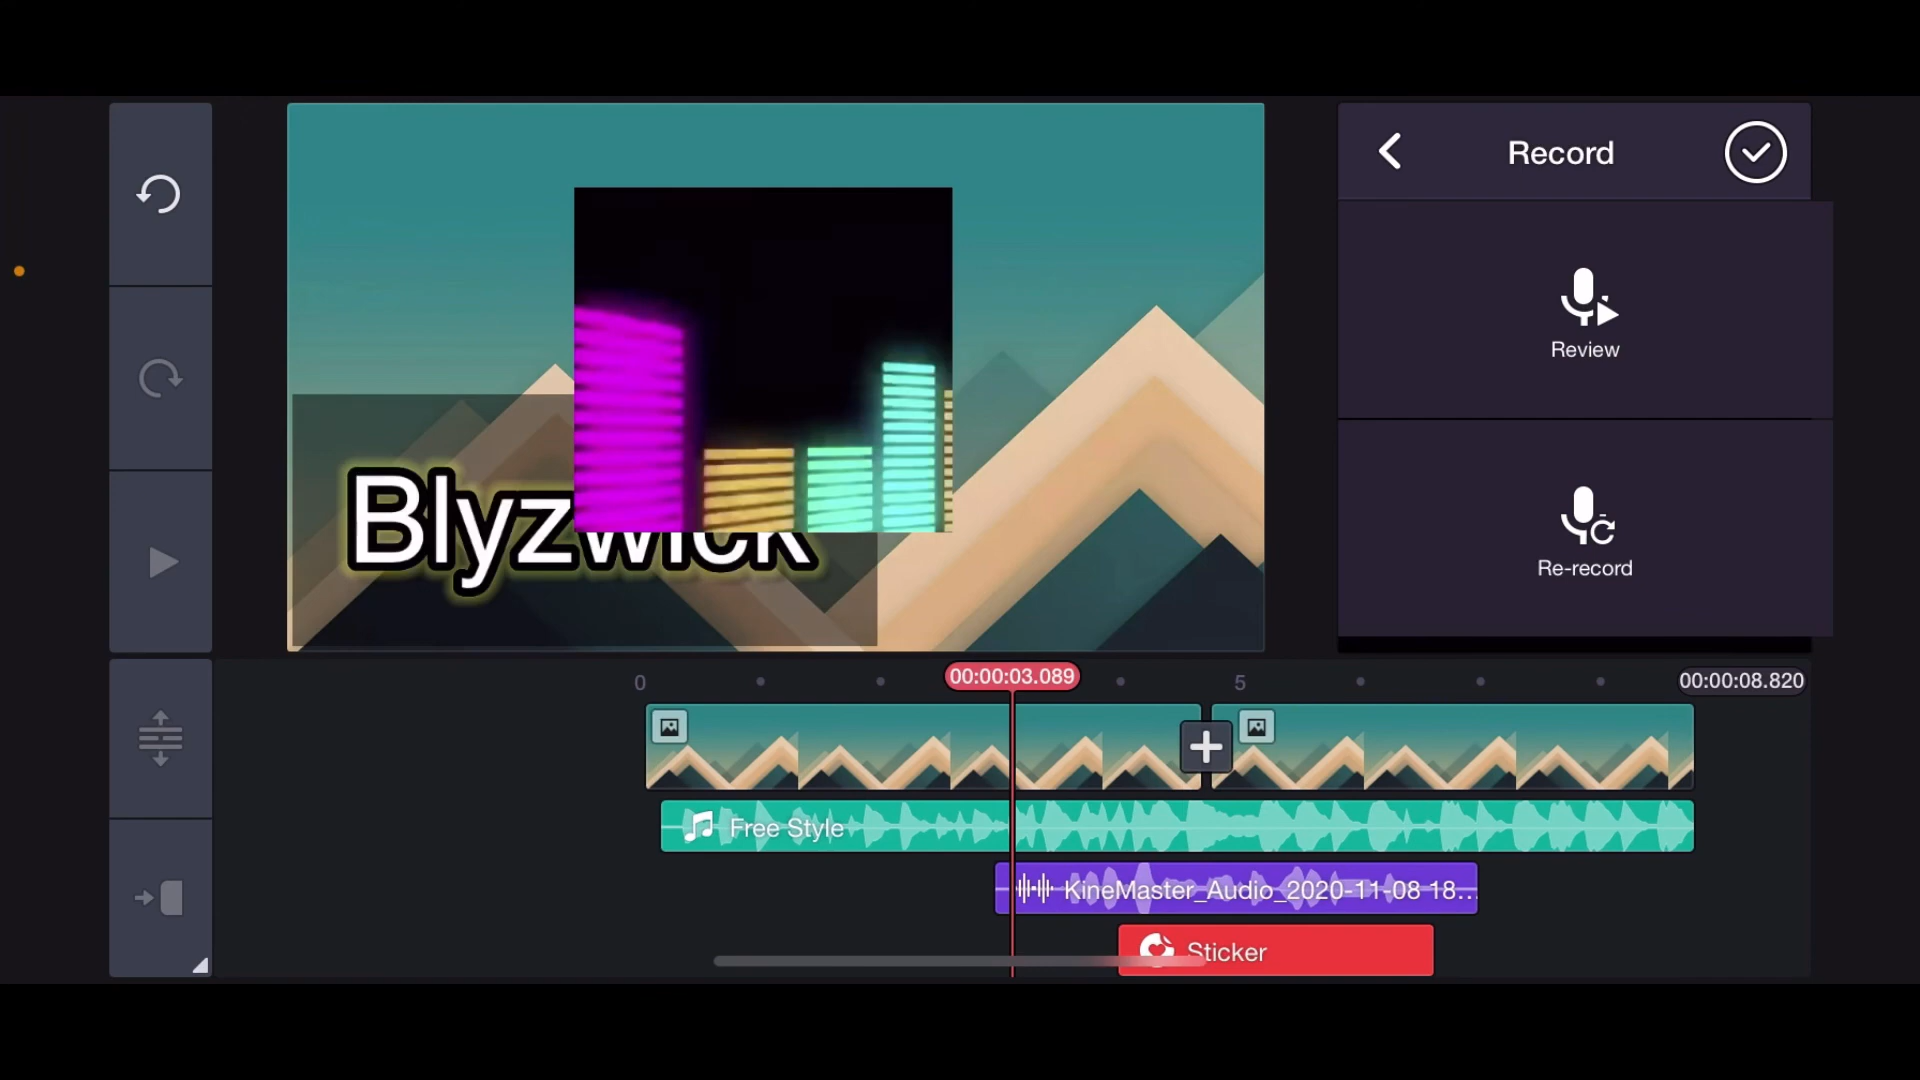 Record
Review
Blyzwick
Re-record
0
00:00:03.089
5
00:00:08.820
Free Style
KineMaster_Audio_2020-11-08 18...
Sticker